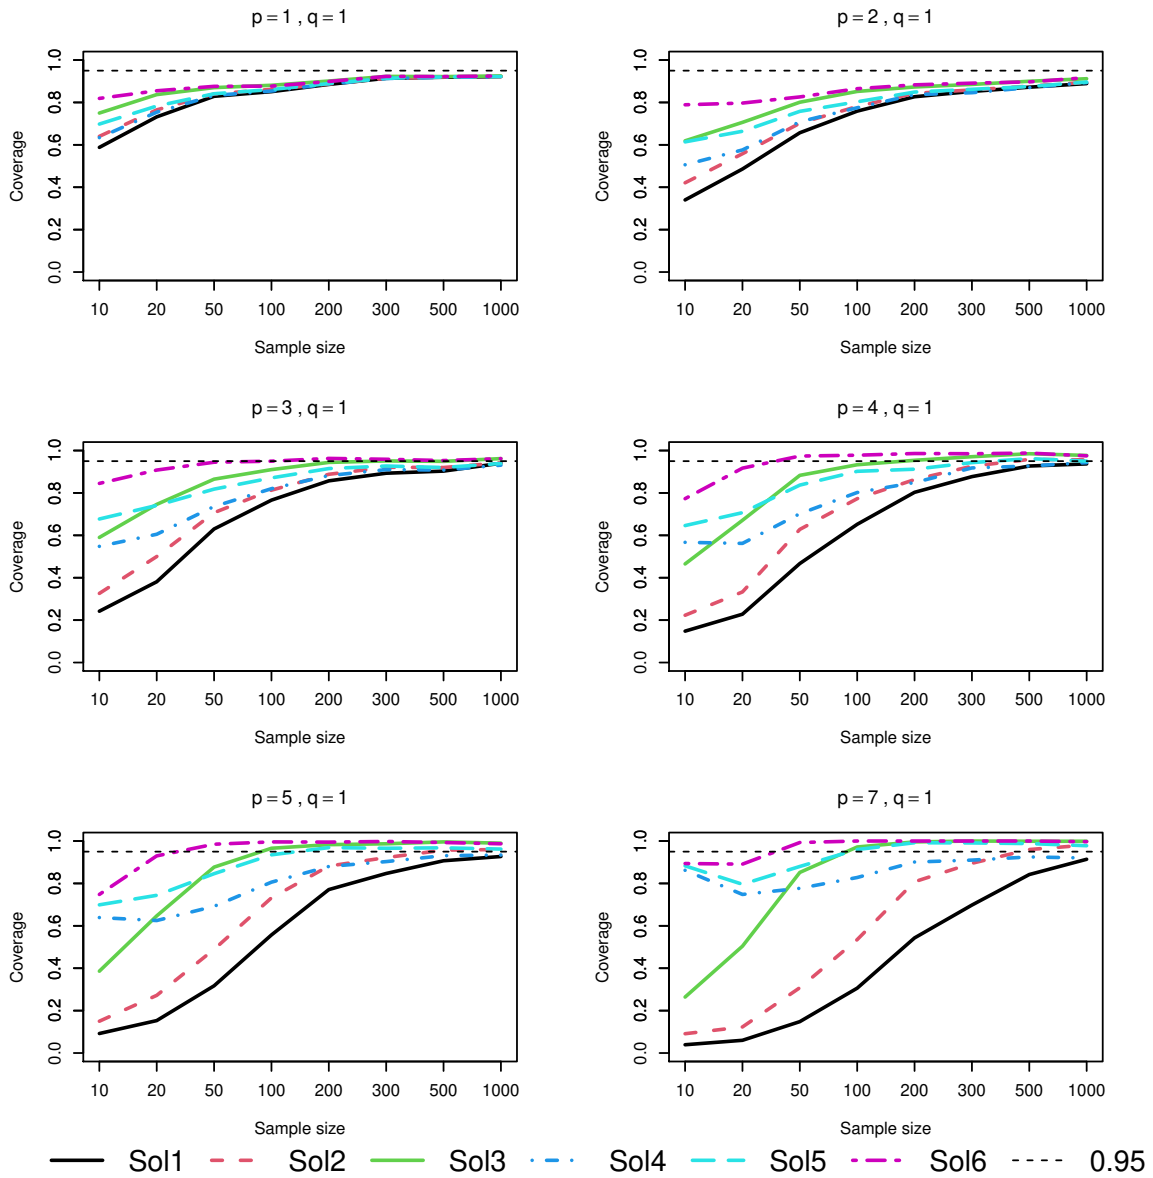 p = 1 , q = 1
Coverage
0.0 0.2 0.4 0.6 0.8 1.0
10 20 50 100 200 300 500 1000
Sample size
p = 2 , q = 1
Coverage
0.0 0.2 0.4 0.6 0.8 1.0
10 20 50 100 200 300 500 1000
Sample size
p = 3 , q = 1
Coverage
0.0 0.2 0.4 0.6 0.8 1.0
10 20 50 100 200 300 500 1000
Sample size
p = 4 , q = 1
Coverage
0.0 0.2 0.4 0.6 0.8 1.0
10 20 50 100 200 300 500 1000
Sample size
p = 5 , q = 1
Coverage
0.0 0.2 0.4 0.6 0.8 1.0
10 20 50 100 200 300 500 1000
Sample size
p = 7 , q = 1
Coverage
0.0 0.2 0.4 0.6 0.8 1.0
10 20 50 100 200 300 500 1000
Sample size
Sol1 Sol2 Sol3 Sol4 Sol5 Sol6 0.95